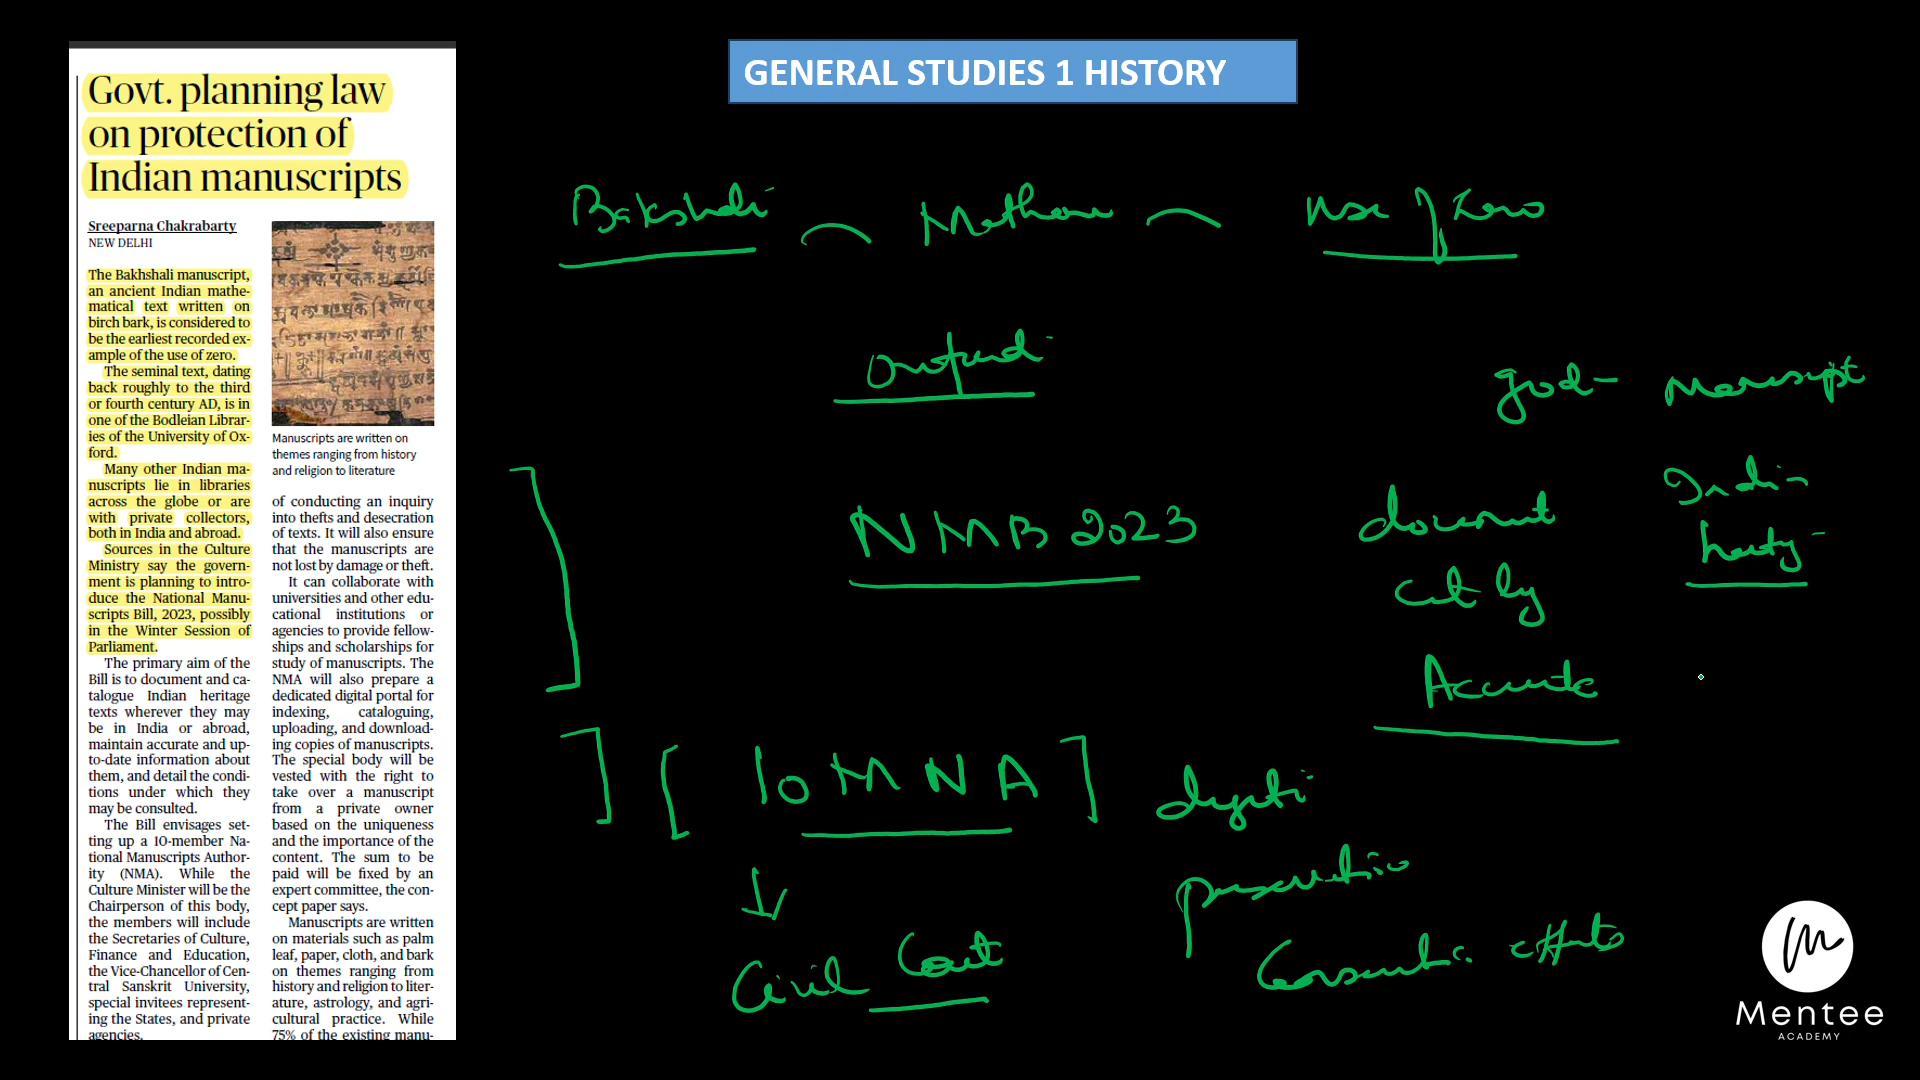 GENERAL STUDIES 1 HISTORY
Govt. planning law
on protection of
Indian manuscripts
Sreeparna Chakrabarty
NEW DELHI
The Bakhshali manuscript,
an ancient Indian mathe-
matical text written on
birch bark, is considered to
be the earliest recorded ex-
ample of the use of zero.
The seminal text, dating
back roughly to the third
or fourth century AD, is in
one of the Bodleian Librar-
ies of the University of Ox-
ford.
Many other Indian ma-
nuscripts lie in libraries
across the globe or are
with private collectors,
both in India and abroad.
Sources in the Culture
Ministry say the govern-
ment is planning to intro-
duce the National Manu-
scripts Bill, 2023, possibly
in the Winter Session of
Parliament.
The primary aim of the
Bill is to document and ca-
talogue Indian heritage
texts wherever they may
be in India or abroad,
maintain accurate and up-
to-date information about
them, and detail the condi-
tions under which they
may be consulted.
The Bill envisages set-
ting up a 10-member Na-
tional Manuscripts Author-
ity (NMA). While the
Culture Minister will be the
Chairperson of this body,
the members will include
the Secretaries of Culture,
Finance and Education,
the Vice-Chancellor of Cen-
tral Sanskrit University,
special invitees represent-
ing the States, and private
agencies.
Manuscripts are written on
themes ranging from history
and religion to literature
of conducting an inquiry
into thefts and desecration
of texts. It will also ensure
that the manuscripts are
not lost by damage or theft.
It can collaborate with
universities and other edu-
cational institutions or
agencies to provide fellow-
ships and scholarships for
study of manuscripts. The
NMA will also prepare a
dedicated digital portal for
indexing, cataloguing,
uploading, and download-
ing copies of manuscripts.
The special body will be
vested with the right to
take over a manuscript
from a private owner
based on the uniqueness
and the importance of the
content. The sum to be
paid will be fixed by an
expert committee, the con-
cept paper says.
Manuscripts are written
on materials such as palm
leaf, paper, cloth, and bark
on themes ranging from
history and religion to liter-
ature, astrology, and agri-
cultural practice. While
75% of the existing manu-
Bakshali use of zero
NMB 2023
[ 10 M NA ]
Civil Court
Mentee
ACADEMY